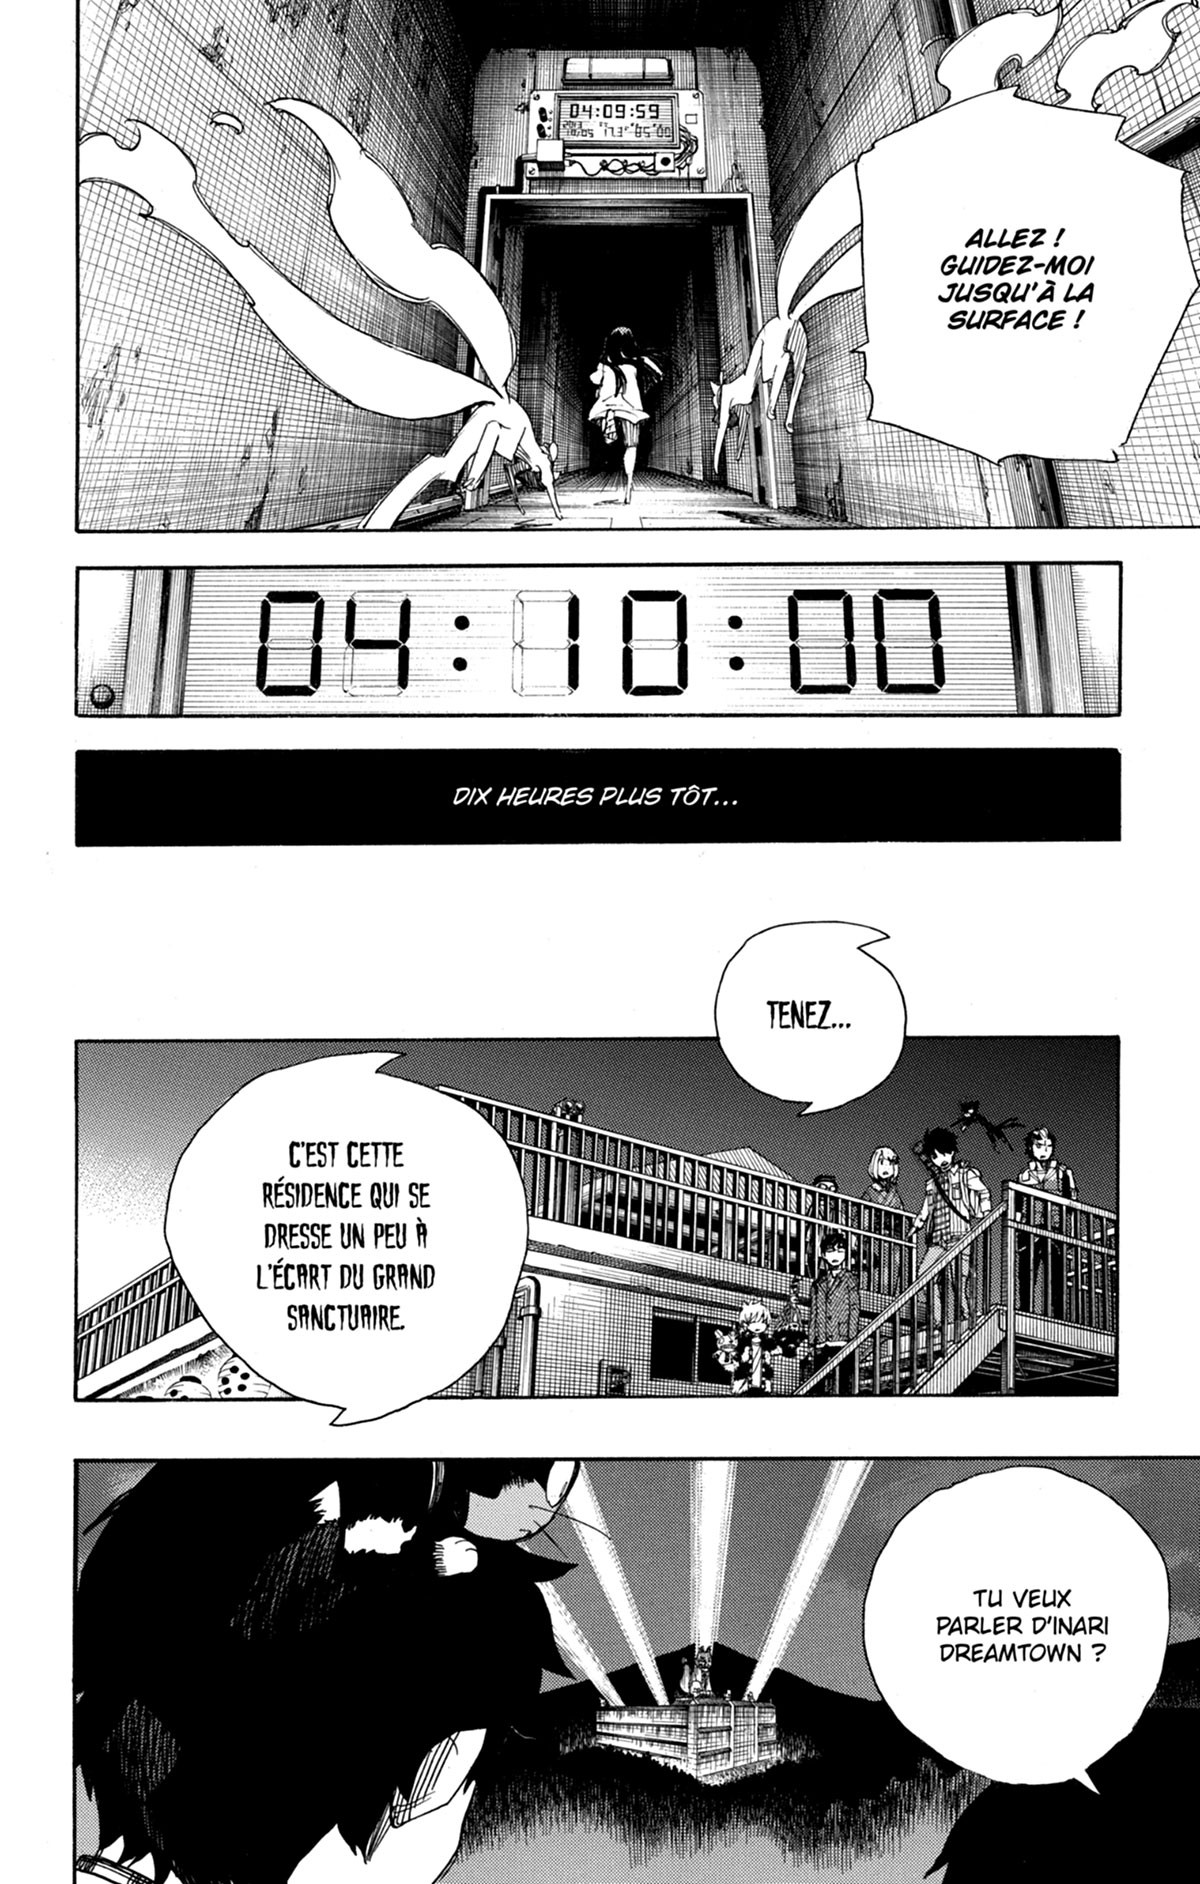 04:09:59
ALLEZ !
GUIDEZ-MOI
JUSQU'À LA
SURFACE !
04:10:00
DIX HEURES PLUS TÔT...
TENEZ...
C'EST CETTE
RÉSIDENCE QUI SE
DRESSE UN PEU À
L'ÉCART DU GRAND
SANCTUAIRE.
TU VEUX
PARLER D'INARI
DREAMTOWN ?